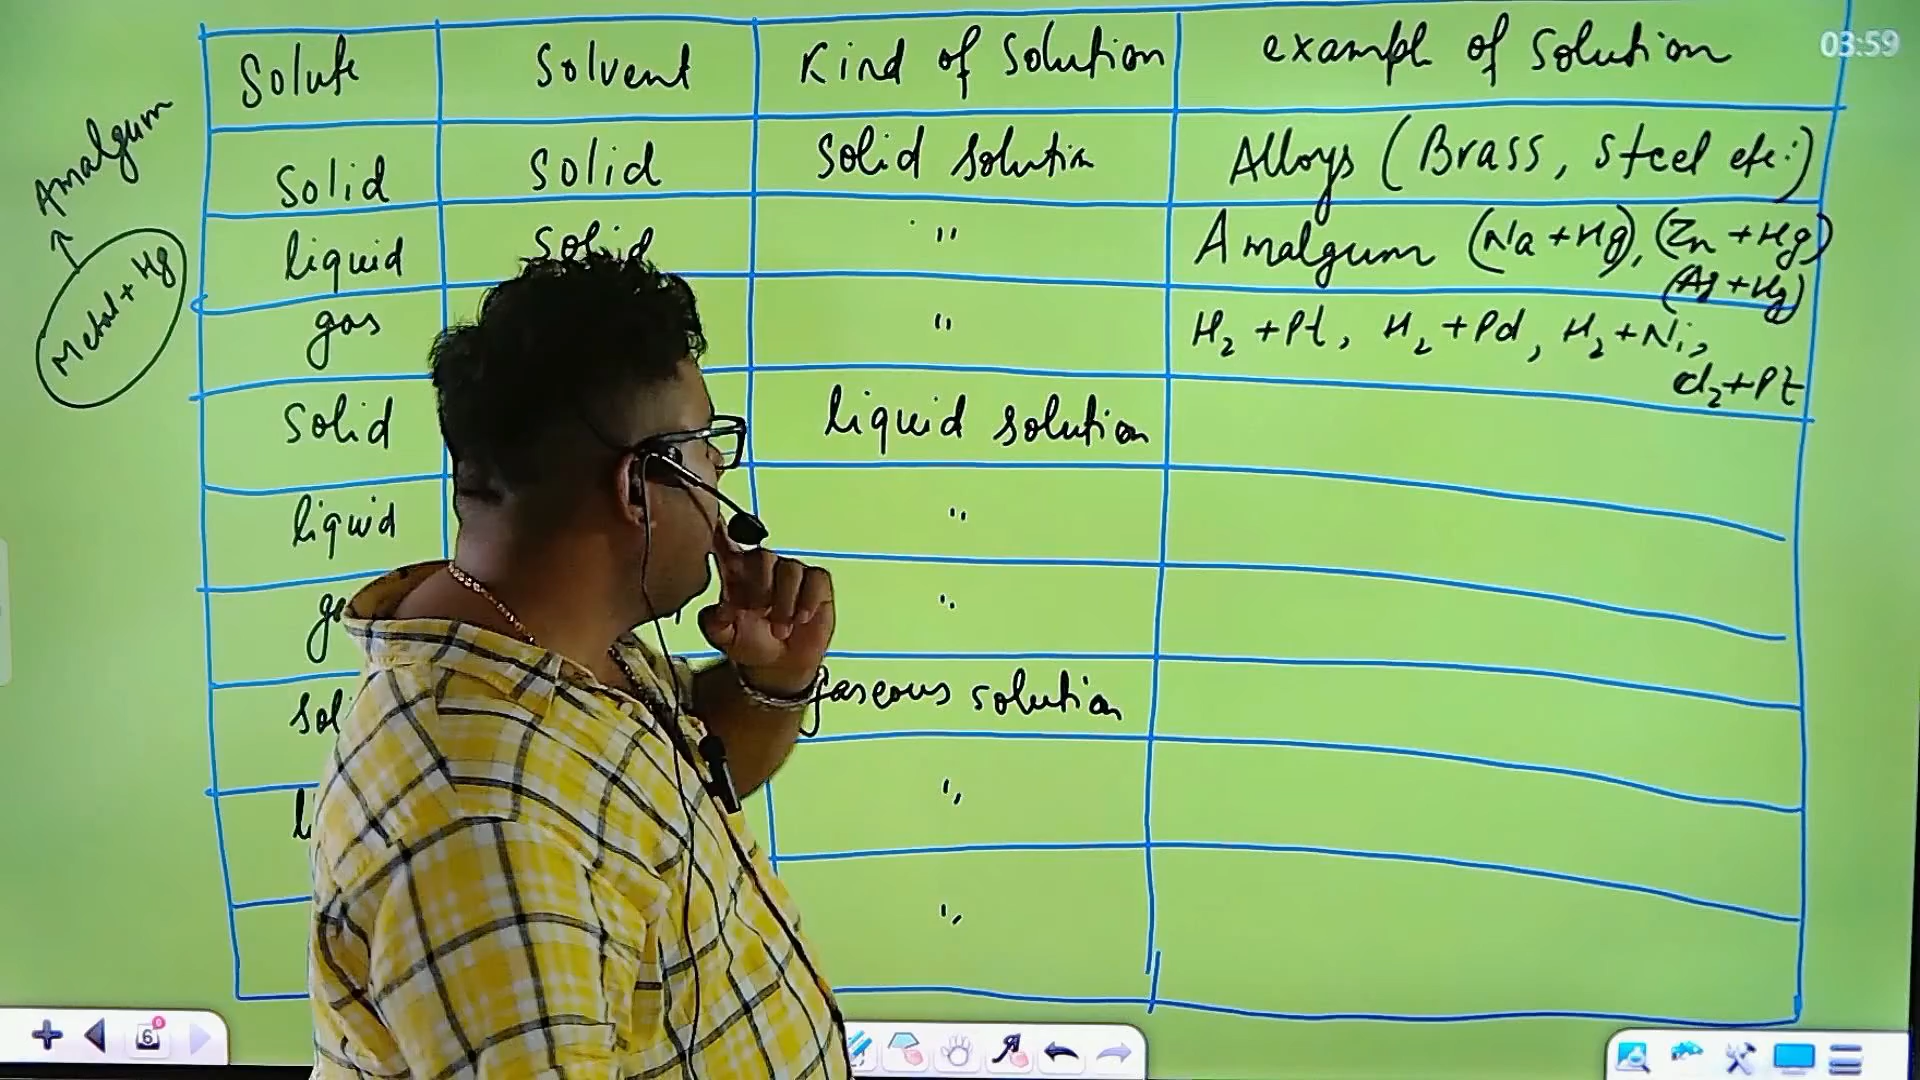 03:59
Solute Solvent Kind of Solution example of Solution
Solid Solid Solid Solution Alloys (Brass, Steel etc.)
liquid Solid " Amalgum (Na + Hg), (Zn + Hg)
(Ag + Hg)
gas " H2 + Pt, H2 + Pd, H2 + Ni,
Cl2 + Pt
Solid liquid solution
liquid "
"
gaseous solution
"
"
Amalgum
Metal + Hg
6